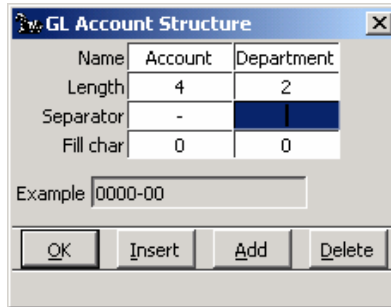 GL Account Structure
Name Account Department
Length 4 2
Separator -
Fill char 0 0
Example 0000-00
OK Insert Add Delete